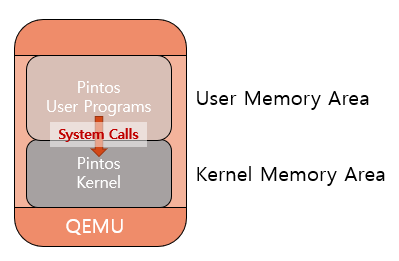 Pintos
User Programs
System Calls
Pintos
Kernel
QEMU
User Memory Area
Kernel Memory Area